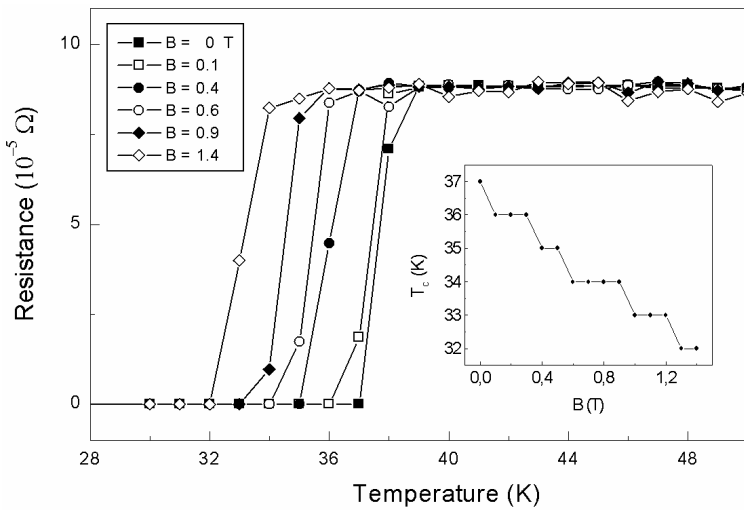 10
5
0
Resistance (10⁻⁵ Ω)
B = 0 T
B = 0.1
B = 0.4
B = 0.6
B = 0.9
B = 1.4
37
36
35
34
33
32
T_c (K)
0,0 0,4 0,8 1,2
B (T)
28 32 36 40 44 48
Temperature (K)